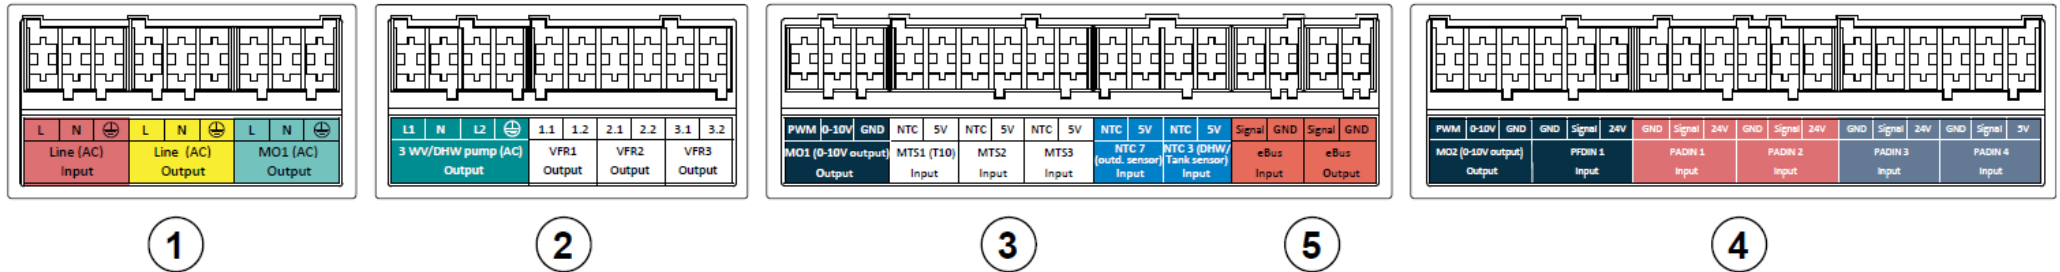 L N L N L N
Line (AC) Line (AC) MO1 (AC)
Input Output Output
L1 N L2 1.1 1.2 2.1 2.2 3.1 3.2
3 WV/DHW pump (AC) VFR1 VFR2 VFR3
Output Output Output Output
PWM 0-10V GND NTC 5V NTC 5V NTC 5V NTC 5V NTC 5V Signal GND Signal GND
MO1 (0-10V output) MTS1 (T10) MTS2 MTS3 NTC 7 (outd. sensor) NTC 3 (DHW/ Tank sensor) eBus eBus
Output Input Input Input Input Input Input Output
PWM 0-10V GND GND Signal 24V GND Signal 24V GND Signal 24V GND Signal 24V GND Signal 5V
MO2 (0-10V output) PFDIN 1 PADIN 1 PADIN 2 PADIN 3 PADIN 4
Output Input Input Input Input Input
1 2 3 5 4